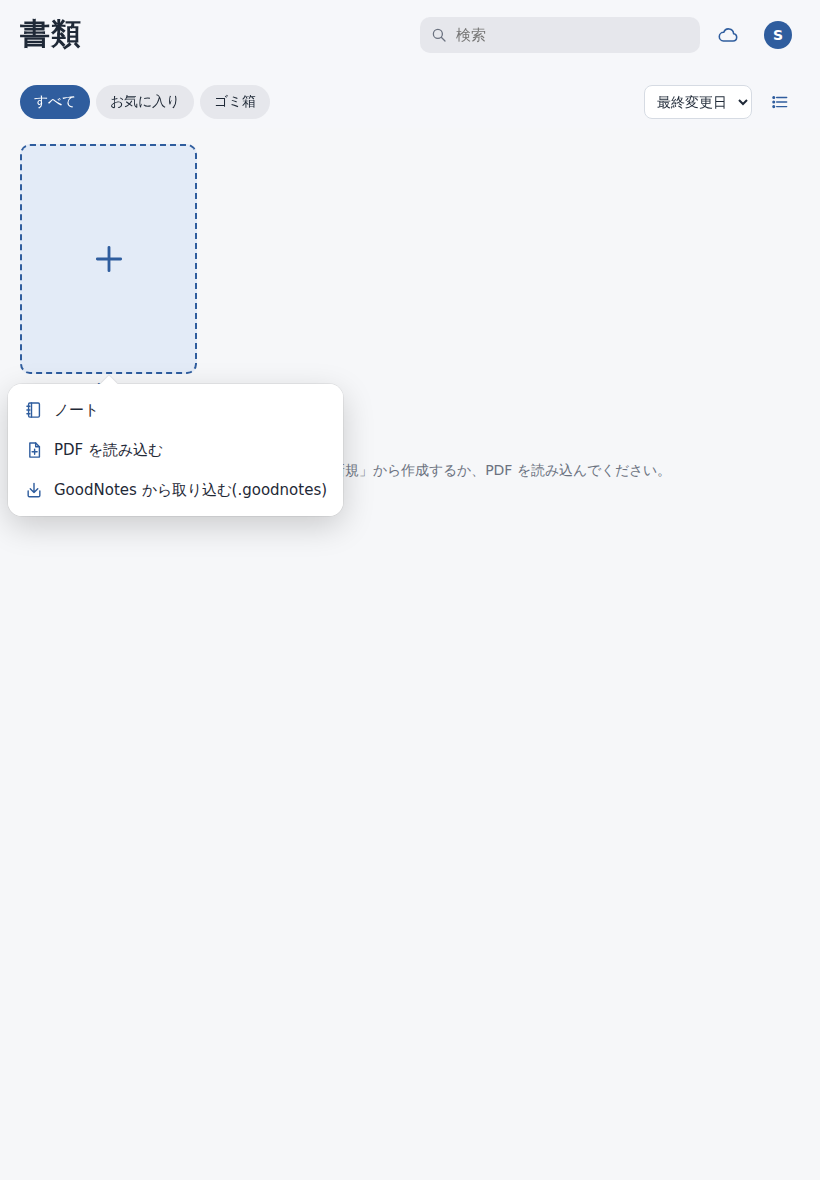 書類
検索
S
すべて
お気に入り
ゴミ箱
最終変更日
ノート
PDF を読み込む
規」から作成するか、PDF を読み込んでください。
GoodNotes から取り込む(.goodnotes)